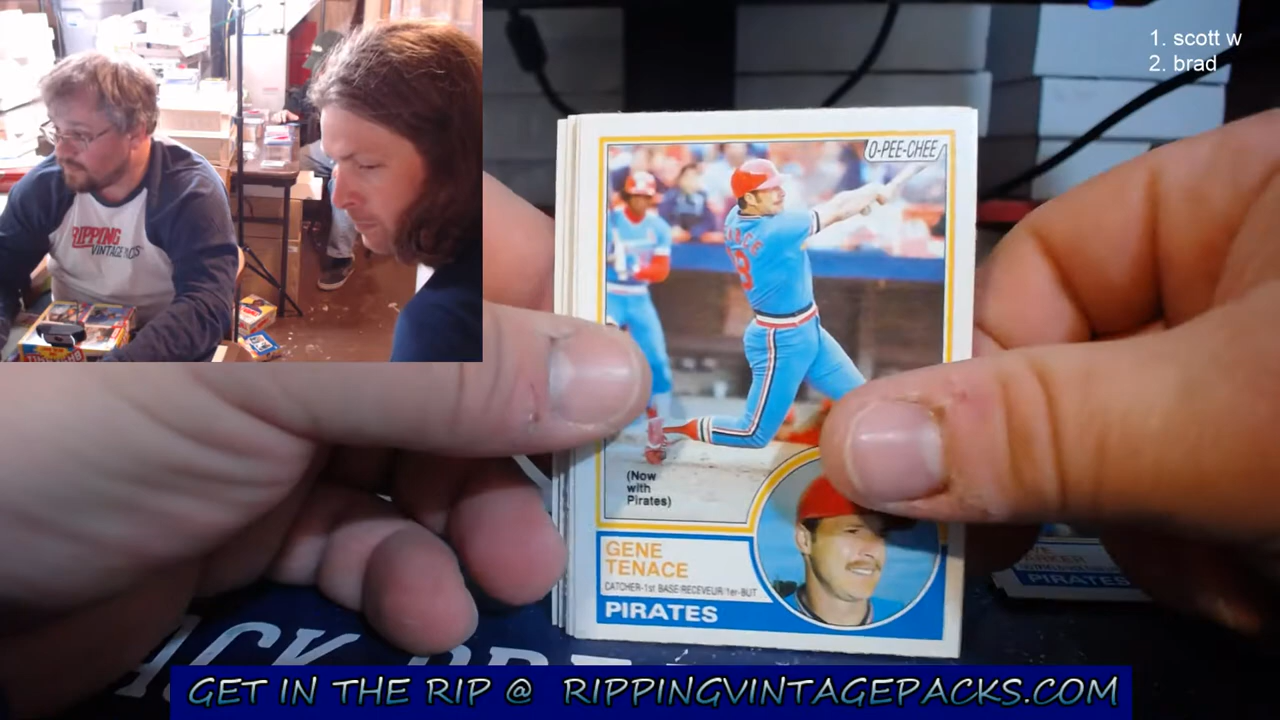 1. scott w
2. brad
RIPPING
O-PEE-CHEE
(Now
with
Pirates)
GENE
TENACE
CATCHER-1st BASE-RECEVEUR/1er-BUT
PIRATES
PIRATES
GET IN THE RIP @ RIPPINGVINTAGEPACKS.COM